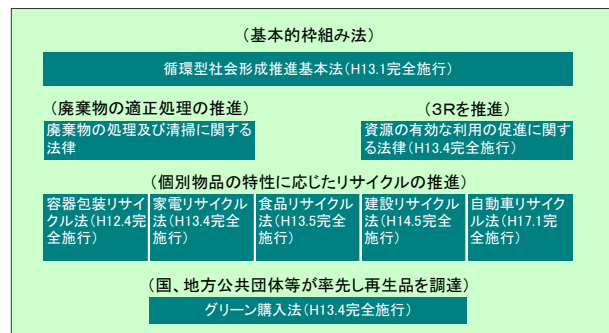 (基本的枠組み法)
循環型社会形成推進基本法(H13.1完全施行)
(廃棄物の適正処理の推進)
廃棄物の処理及び清掃に関する
法律
(3Rを推進)
資源の有効な利用の促進に関す
る法律(H13.4完全施行)
(個別物品の特性に応じたリサイクルの推進)
容器包装リサイ
クル法(H12.4完
全施行)
家電リサイクル
法(H13.4完全
施行)
食品リサイクル
法(H13.5完全
施行)
建設リサイクル
法(H14.5完全
施行)
自動車リサイク
ル法(H17.1完
全施行)
(国、地方公共団体等が率先し再生品を調達)
グリーン購入法(H13.4完全施行)